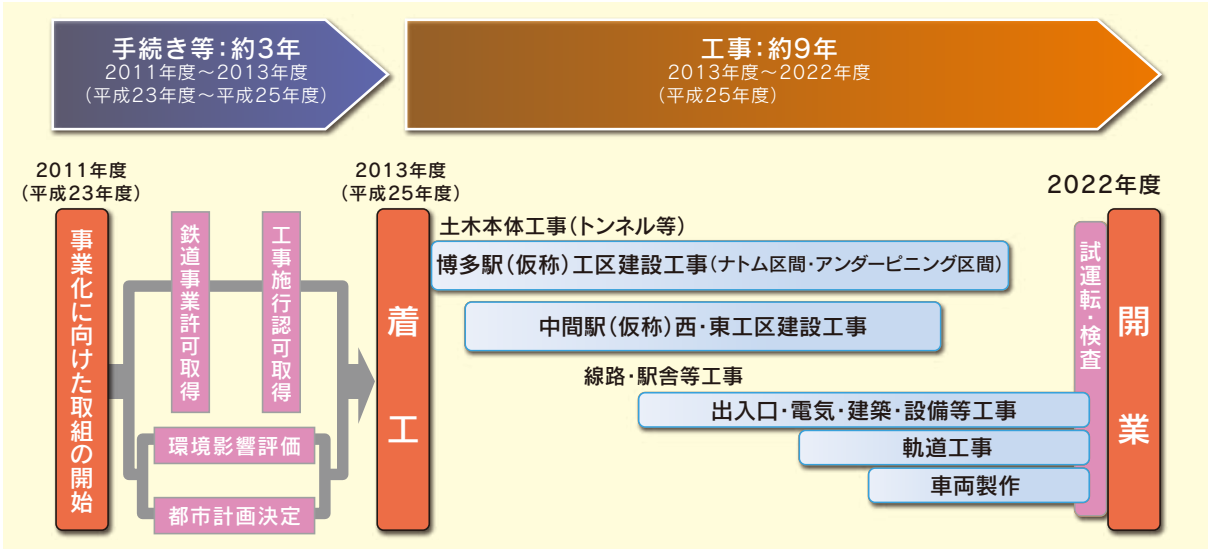 手続き等：約3年
2011年度～2013年度
（平成23年度～平成25年度）
工事：約9年
2013年度～2022年度
（平成25年度）
2011年度
（平成23年度）
事業化に向けた取組の開始
鉄道事業許可取得
工事施行認可取得
環境影響評価
都市計画決定
2013年度
（平成25年度）
着工
土木本体工事（トンネル等）
博多駅（仮称）工区建設工事（ナトム区間・アンダーピニング区間）
中間駅（仮称）西・東工区建設工事
線路・駅舎等工事
出入口・電気・建築・設備等工事
軌道工事
車両製作
試運転・検査
2022年度
開業